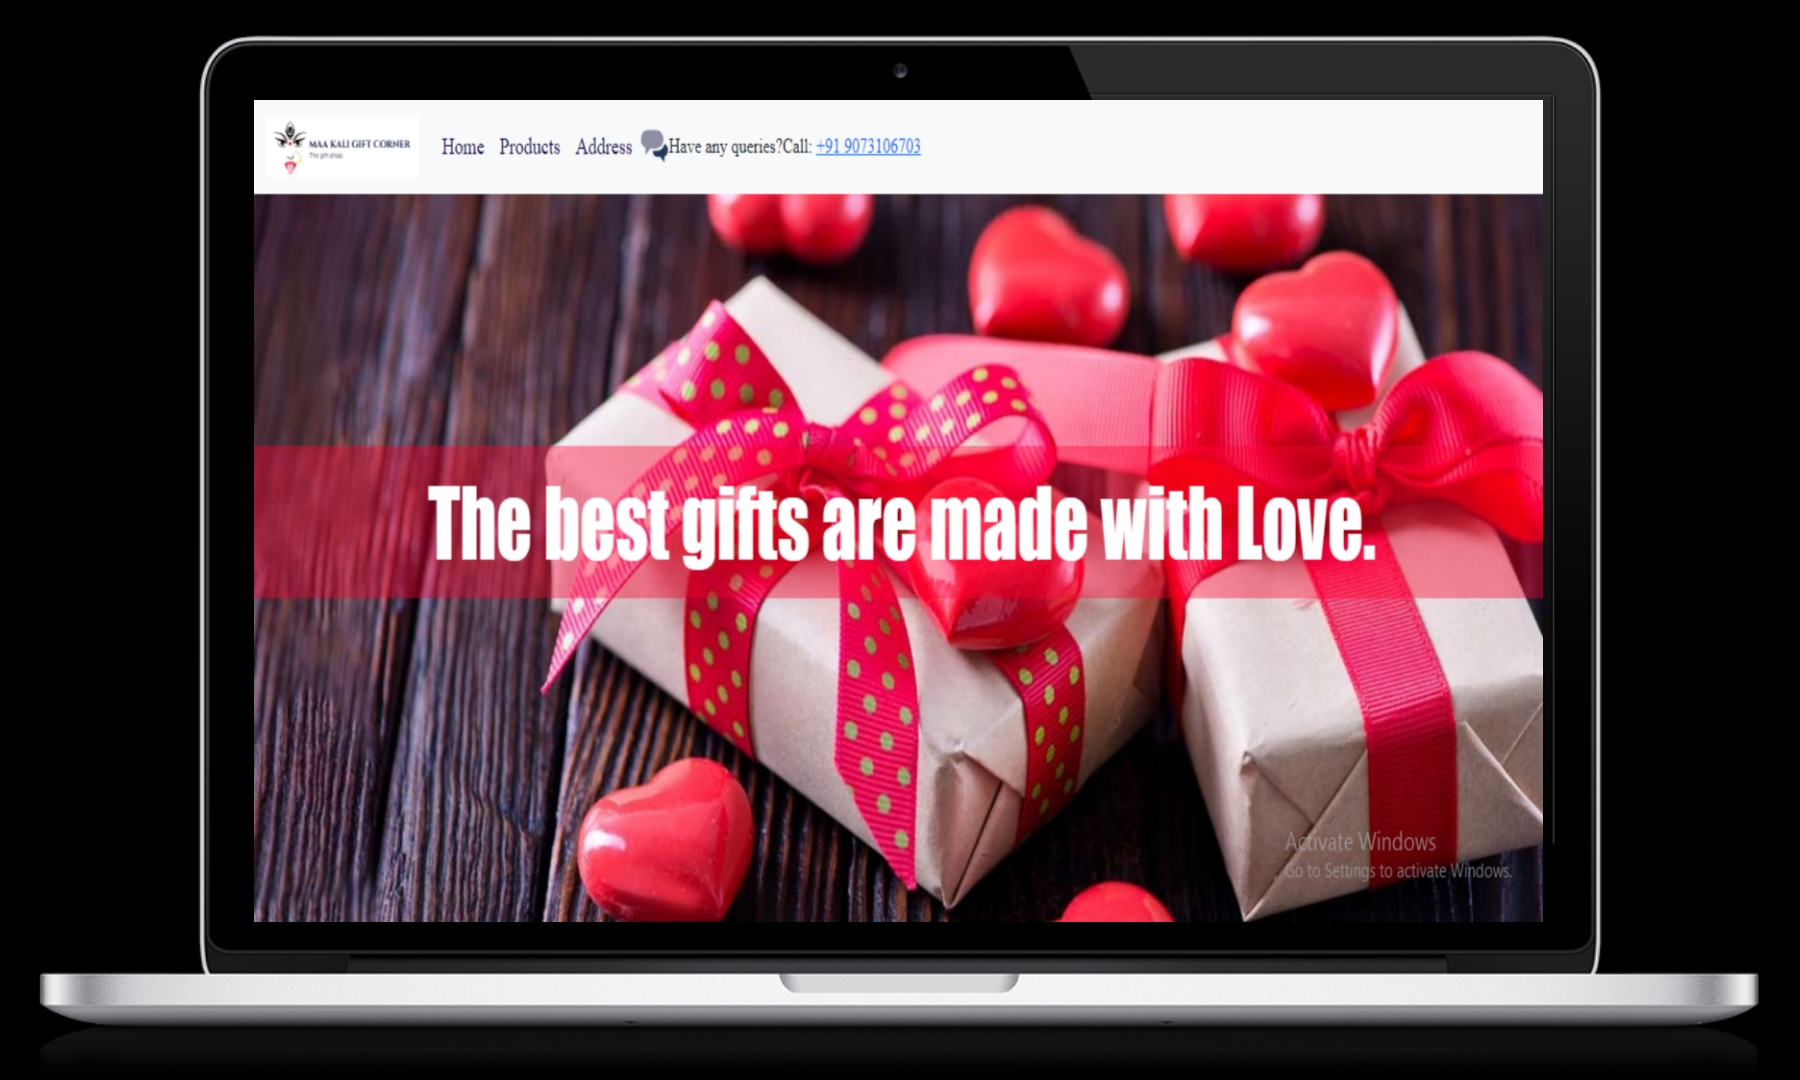 MAA KALI GIFT CORNER
The gift shop
Home Products Address Have any queries?Call: +91 9073106703
The best gifts are made with Love.
Activate Windows
Go to Settings to activate Windows.